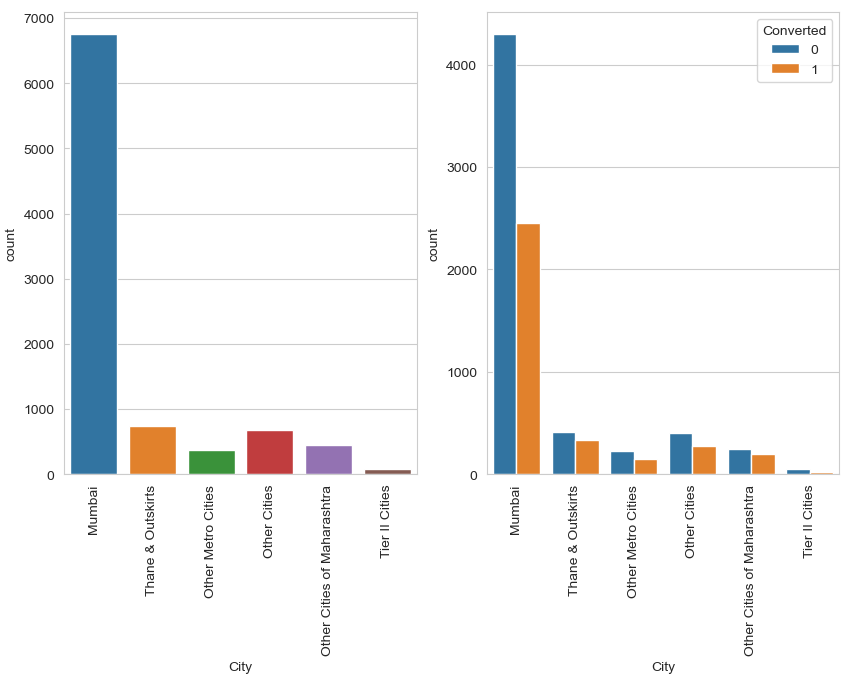 7000
6000
5000
4000
3000
2000
1000
0
count
Mumbai
Thane & Outskirts
Other Metro Cities
Other Cities
Other Cities of Maharashtra
Tier II Cities
City
Converted
0
1
4000
3000
2000
1000
0
count
Mumbai
Thane & Outskirts
Other Metro Cities
Other Cities
Other Cities of Maharashtra
Tier II Cities
City